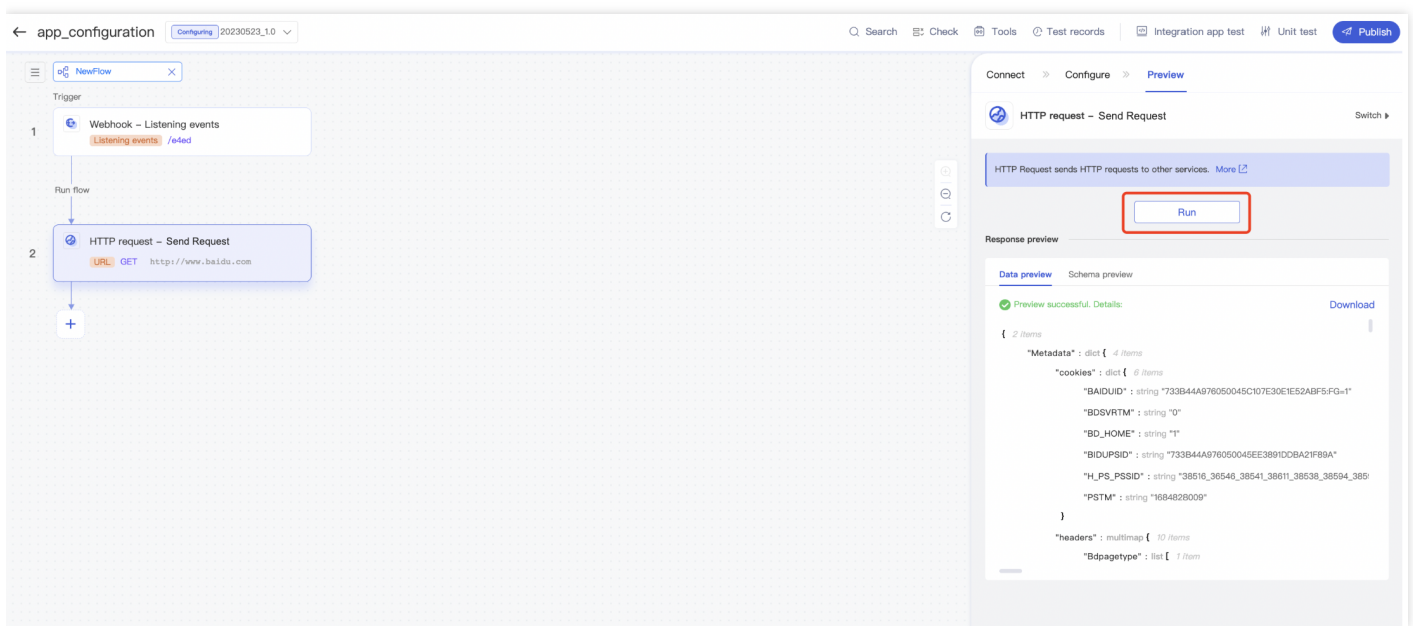 app_configuration Configuring 20230523_1.0 Search Check Tools Test records Integration app test Unit test Publish
NewFlow
Trigger
1 Webhook – Listening events
Listening events /e4ed
Run flow
2 HTTP request – Send Request
URL GET http://www.baidu.com
Connect Configure Preview
HTTP request – Send Request Switch
HTTP Request sends HTTP requests to other services. More
Run
Response preview
Data preview Schema preview
Preview successful. Details: Download
{ 2 items
"Metadata" : dict { 4 items
"cookies" : dict { 6 items
"BAIDUID" : string "733B44A976050045C107E30E1E52ABF5:FG=1"
"BDSVRTM" : string "0"
"BD_HOME" : string "1"
"BIDUPSID" : string "733B44A976050045EE3891DDBA21F89A"
"H_PS_PSSID" : string "38516_36546_38541_38611_38538_38594_385
"PSTM" : string "1684828009"
}
"headers" : multimap { 10 items
"Bdpagetype" : list [ 1 item